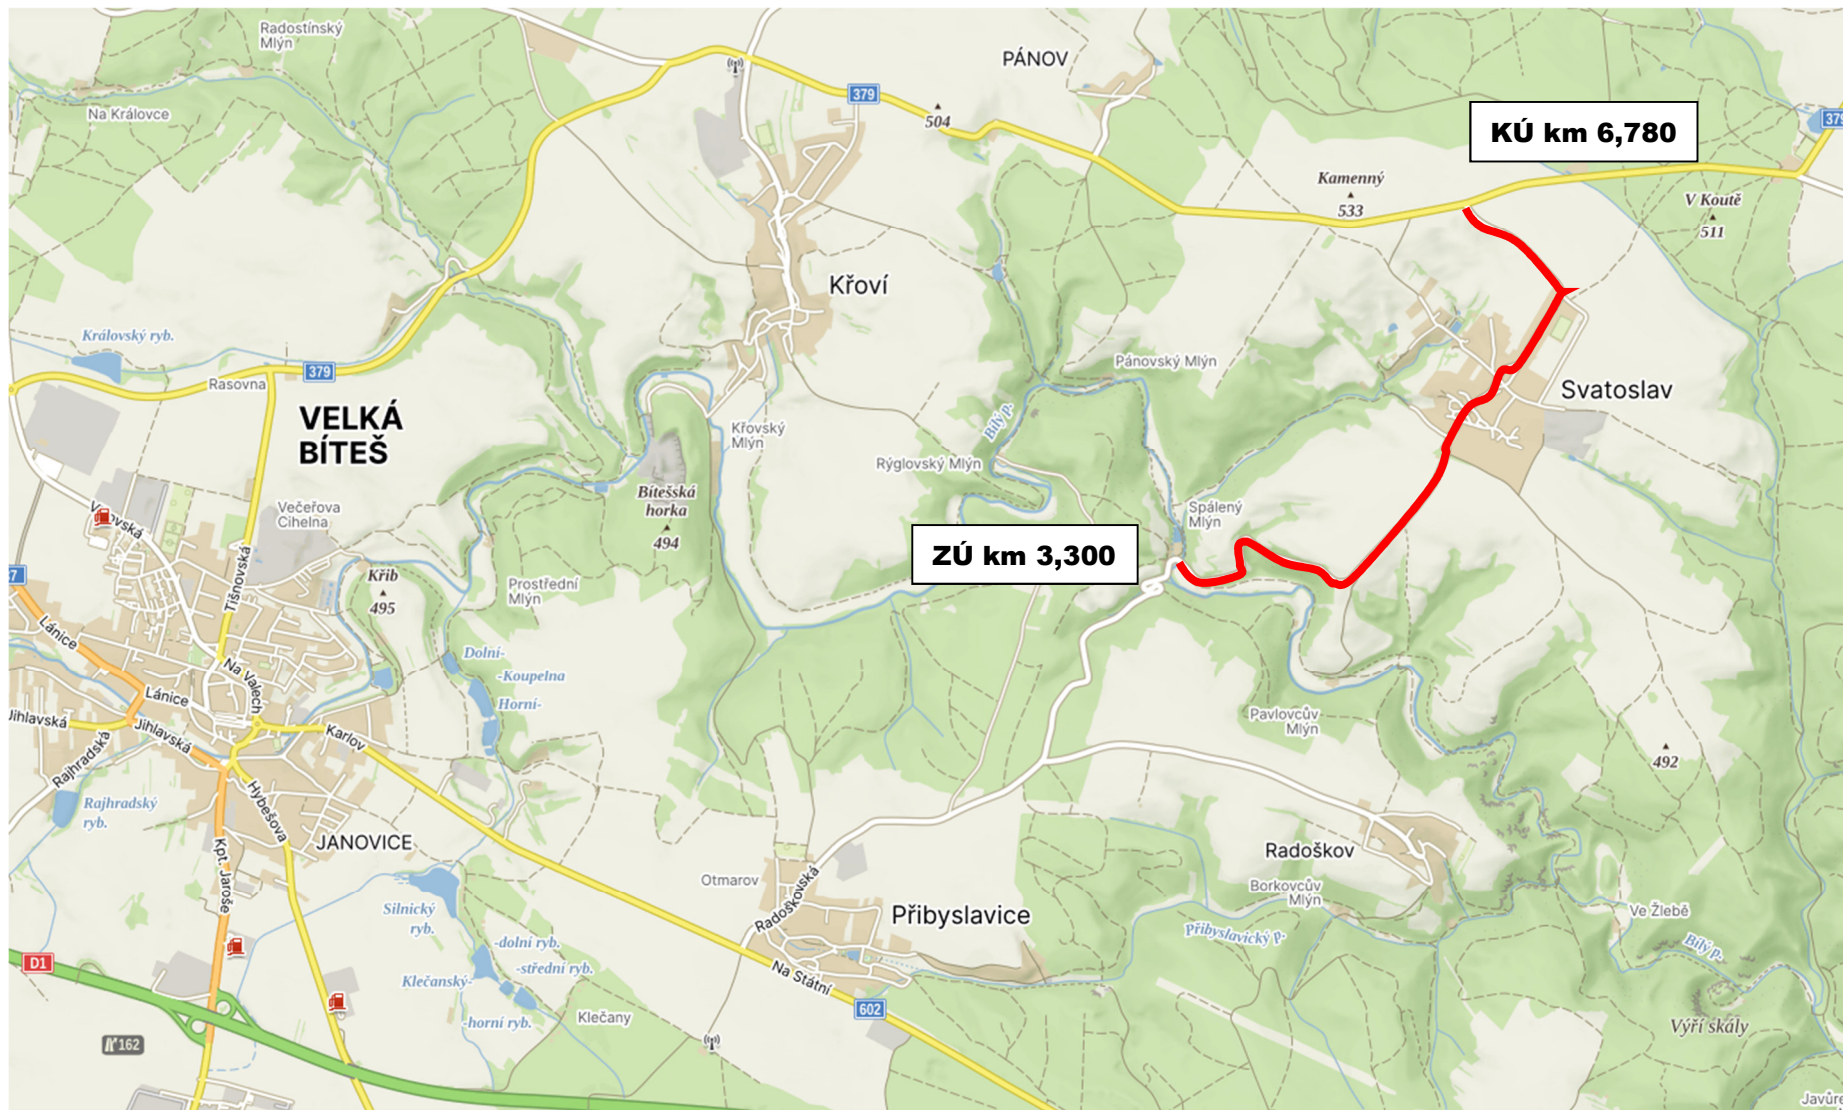 Radostínský
Mlýn
PÁNOV
379
504
379
Na Královce
KÚ km 6,780
Kamenný
533
V Koutě
511
Křoví
Královský ryb.
379
Rasovna
Pánovský Mlýn
Svatoslav
VELKÁ
BÍTEŠ
Bílý p.
Křovský
Mlýn
Rýglovský Mlýn
Bítešská
horka
494
Večeřova
Cihelna
Spálený
Mlýn
ZÚ km 3,300
Tišnovská
Křib
495
Prostřední
Mlýn
Lánice
Dolní-
-Koupelna
Horní-
Na Valech
Lánice
Jihlavská
Jihlavská
Karlov
Pavlovcův
Mlýn
492
Rajhradská
Rajhradský
ryb.
Hybešova
JANOVICE
Kpt. Jaroše
Radoškov
Otmarov
Radoškovská
Borkovcův
Mlýn
Silnický
ryb.
Přibyslavice
Ve Žlebě
Přibyslavický p.
Bílý p.
-dolní ryb.
-střední ryb.
Klečanský-
-horní ryb.
D1
Na Státní
602
Klečany
Výří skály
162